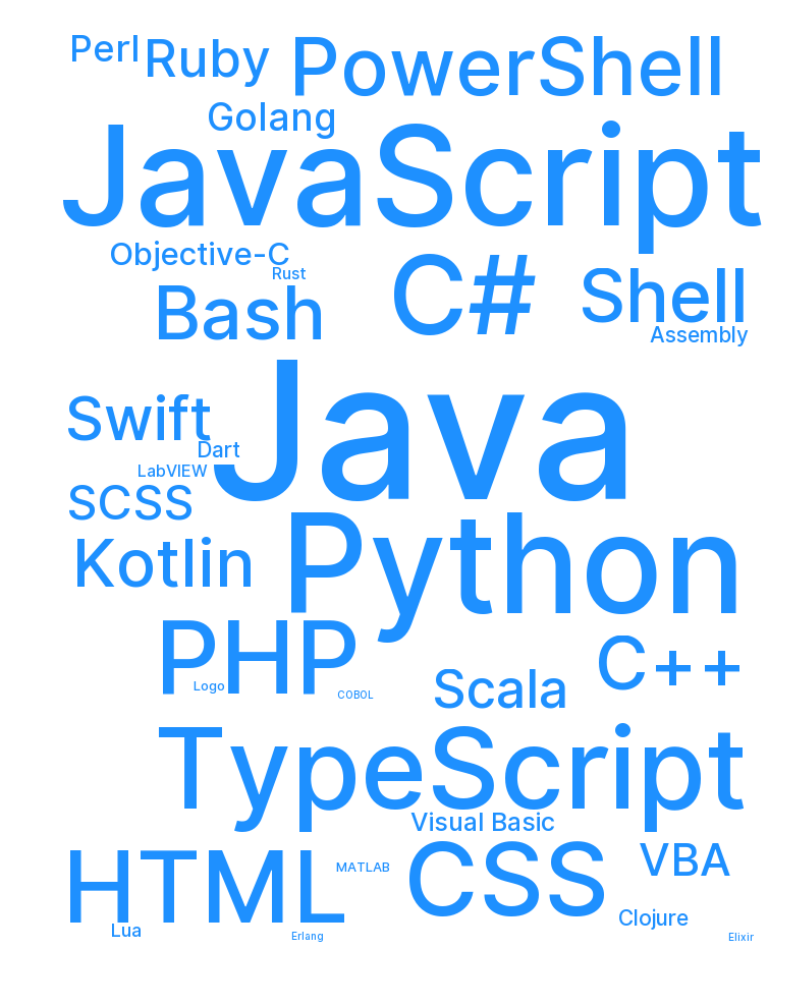 Perl
Ruby
PowerShell
Golang
JavaScript
Objective-C
Rust
C#
Shell
Bash
Assembly
Java
Swift
Dart
LabVIEW
SCSS
Python
Kotlin
PHP
C++
Scala
Logo
COBOL
TypeScript
Visual Basic
HTML
MATLAB
CSS
VBA
Clojure
Lua
Erlang
Elixir